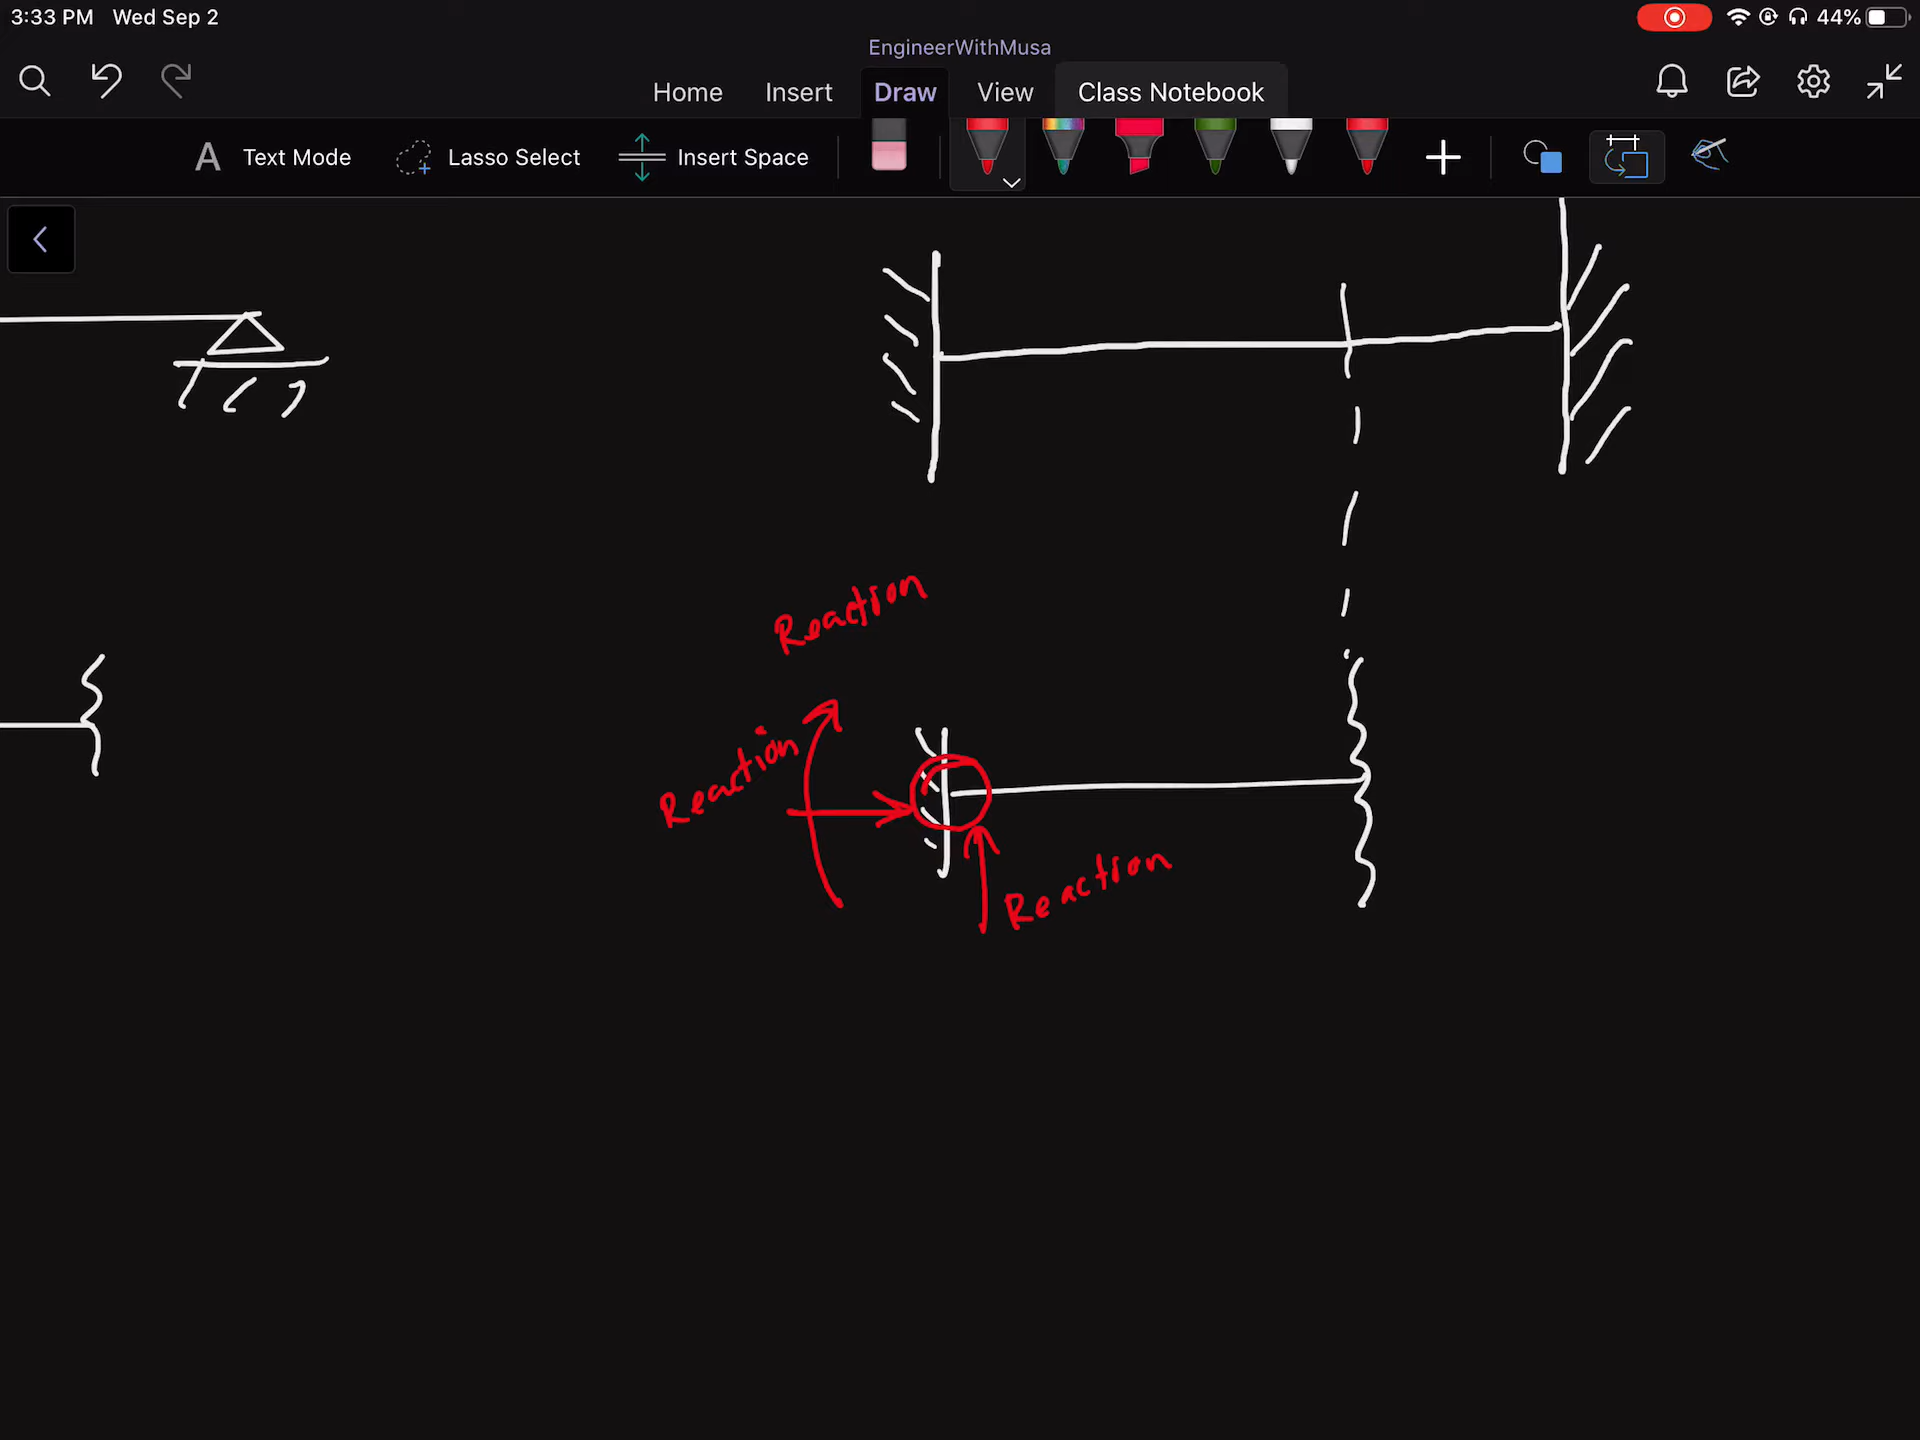 3:33 PM Wed Sep 2
44%
EngineerWithMusa
Home Insert Draw View Class Notebook
A Text Mode Lasso Select Insert Space
Reaction
Reaction
Reaction